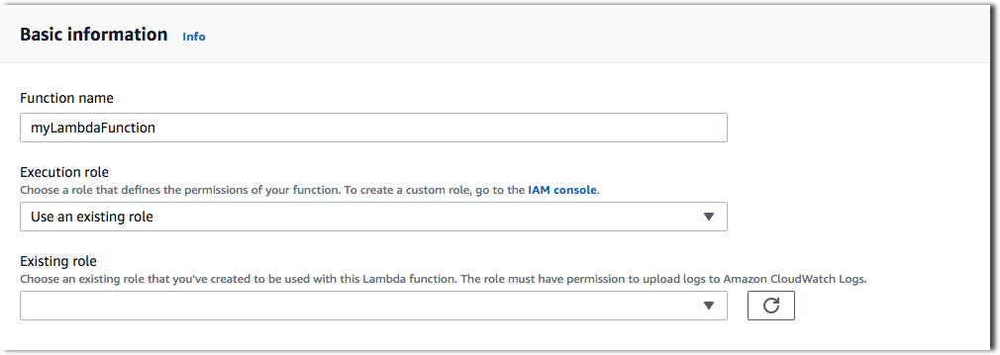 Basic information Info
Function name
myLambdaFunction
Execution role
Choose a role that defines the permissions of your function. To create a custom role, go to the IAM console.
Use an existing role
Existing role
Choose an existing role that you've created to be used with this Lambda function. The role must have permission to upload logs to Amazon CloudWatch Logs.